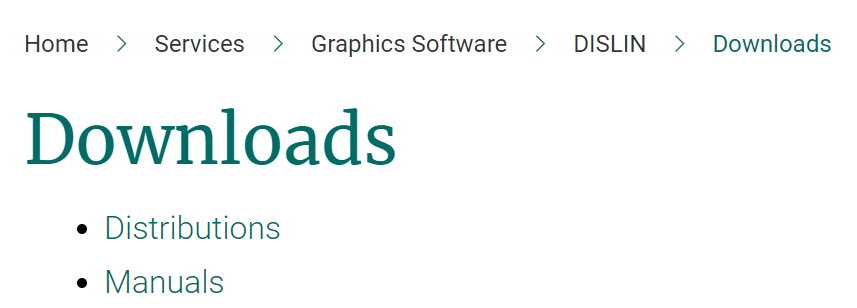 Home > Services > Graphics Software > DISLIN > Downloads
Downloads
• Distributions
• Manuals